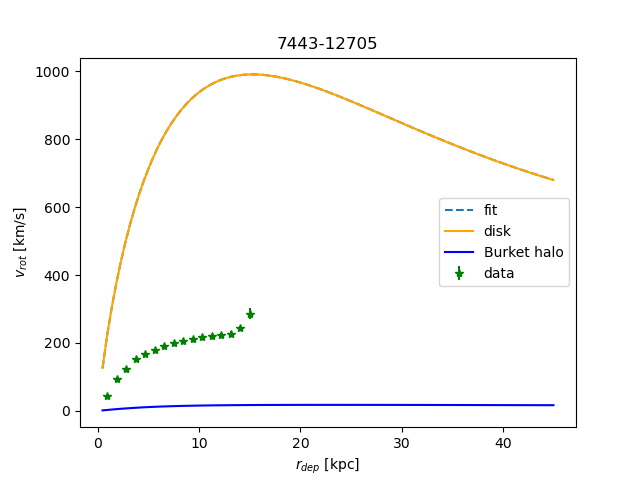 7443-12705
1000
800
600
400
200
0
v_rot [km/s]
fit
disk
Burket halo
data
0
10
20
30
40
r_dep [kpc]